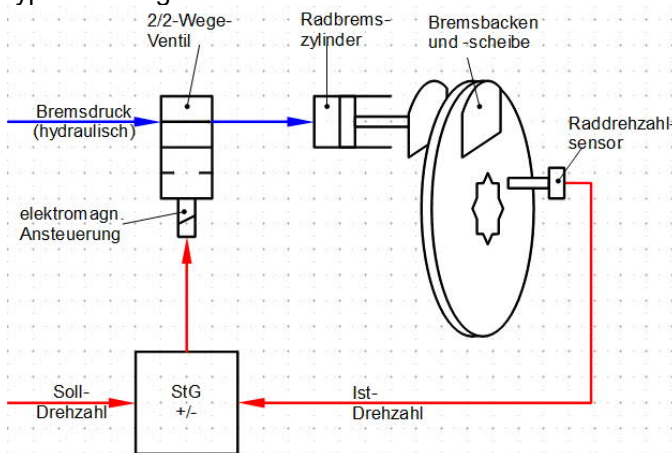 2/2-Wege-
Ventil
Radbrems-
zylinder
Bremsbacken
und -scheibe
Bremsdruck
(hydraulisch)
Raddrehzahl-
sensor
elektromagn.
Ansteuerung
Soll-
Drehzahl
StG
+/-
Ist-
Drehzahl